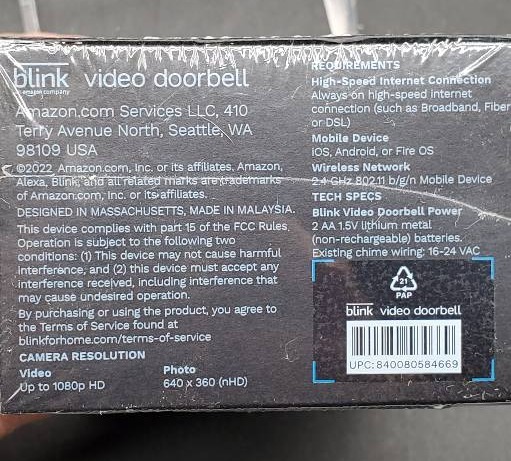 blink video doorbell
an amazon company
Amazon.com Services LLC, 410
Terry Avenue North, Seattle, WA
98109 USA
©2022 Amazon.com, Inc. or its affiliates. Amazon,
Alexa, Blink, and all related marks are trademarks
of Amazon.com, Inc. or its affiliates.
DESIGNED IN MASSACHUSETTS, MADE IN MALAYSIA.
This device complies with part 15 of the FCC Rules.
Operation is subject to the following two
conditions: (1) This device may not cause harmful
interference, and (2) this device must accept any
interference received, including interference that
may cause undesired operation.
By purchasing or using the product, you agree to
the Terms of Service found at
blinkforhome.com/terms-of-service
CAMERA RESOLUTION
Video Photo
Up to 1080p HD 640 x 360 (nHD)
REQUIREMENTS
High-Speed Internet Connection
Always on high-speed internet
connection (such as Broadband, Fiber
or DSL)
Mobile Device
iOS, Android, or Fire OS
Wireless Network
2.4 GHz 802.11 b/g/n Mobile Device
TECH SPECS
Blink Video Doorbell Power
2 AA 1.5V lithium metal
(non-rechargeable) batteries.
Existing chime wiring: 16-24 VAC
21
PAP
blink video doorbell
UPC: 840080584669